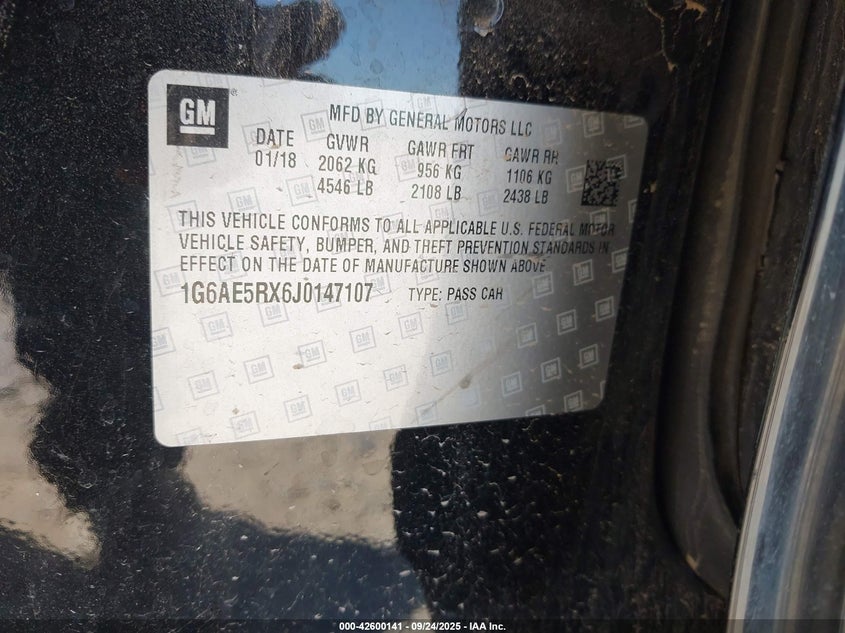 GM
MFD BY GENERAL MOTORS LLC
DATE GVWR GAWR FRT GAWR RR
01/18 2062 KG 956 KG 1106 KG
4546 LB 2108 LB 2438 LB
THIS VEHICLE CONFORMS TO ALL APPLICABLE U.S. FEDERAL MOTOR
VEHICLE SAFETY, BUMPER, AND THEFT PREVENTION STANDARDS IN
EFFECT ON THE DATE OF MANUFACTURE SHOWN ABOVE
1G6AE5RX6J0147107 TYPE: PASS CAR
000-42600141 - 09/24/2025 - IAA Inc.